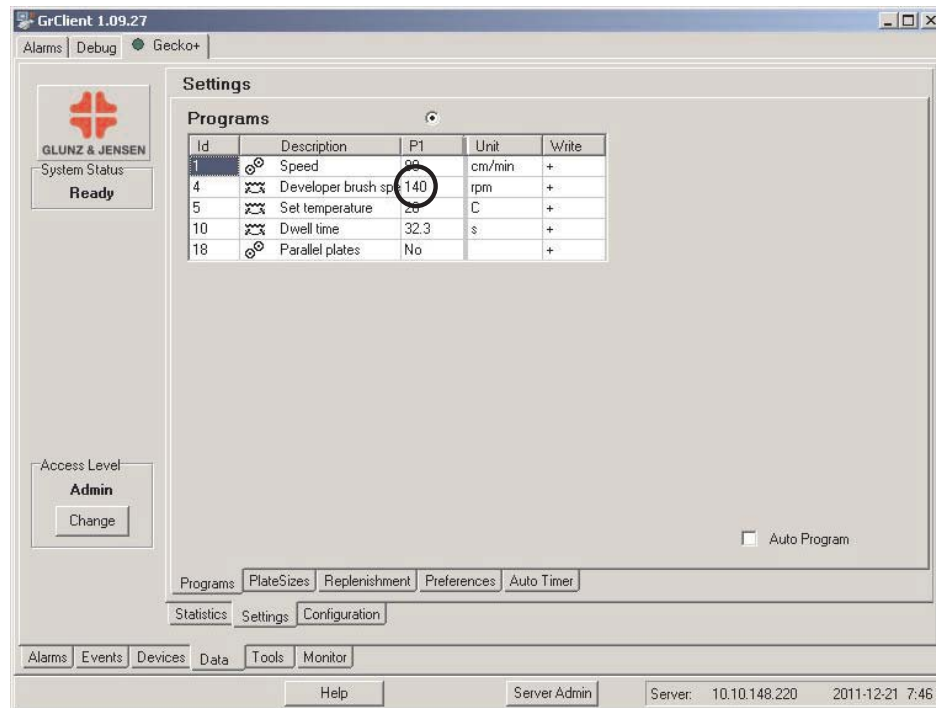 GrClient 1.09.27
Alarms Debug Gecko+
Settings
GLUNZ & JENSEN
System Status
Ready
Programs
Id Description P1 Unit Write
1 Speed cm/min +
4 Developer brush spe 140 rpm +
5 Set temperature C +
10 Dwell time 32.3 s +
18 Parallel plates No +
Access Level
Admin
Change
Auto Program
Programs PlateSizes Replenishment Preferences Auto Timer
Statistics Settings Configuration
Alarms Events Devices Data Tools Monitor
Help Server Admin Server: 10.10.148.220 2011-12-21 7:46